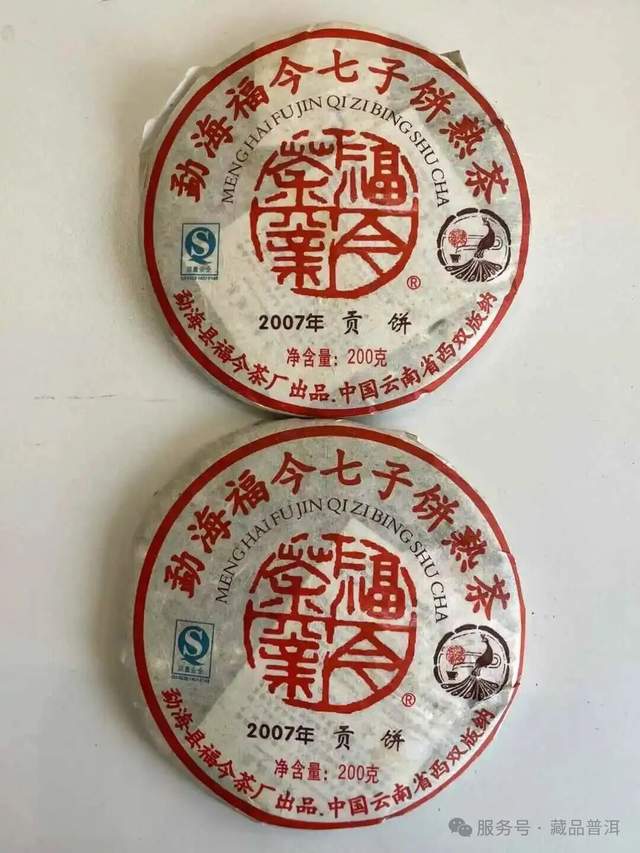 勐海福今七子饼熟茶
MENG HAI FU JIN QI ZI BING SHU CHA
福今茶業
®
2007年 贡 饼
净含量：200克
勐海县福今茶厂出品.中国云南省西双版纳
勐海福今七子饼熟茶
MENG HAI FU JIN QI ZI BING SHU CHA
福今茶業
®
2007年 贡 饼
净含量：200克
勐海县福今茶厂出品.中国云南省西双版纳
服务号 · 藏品普洱